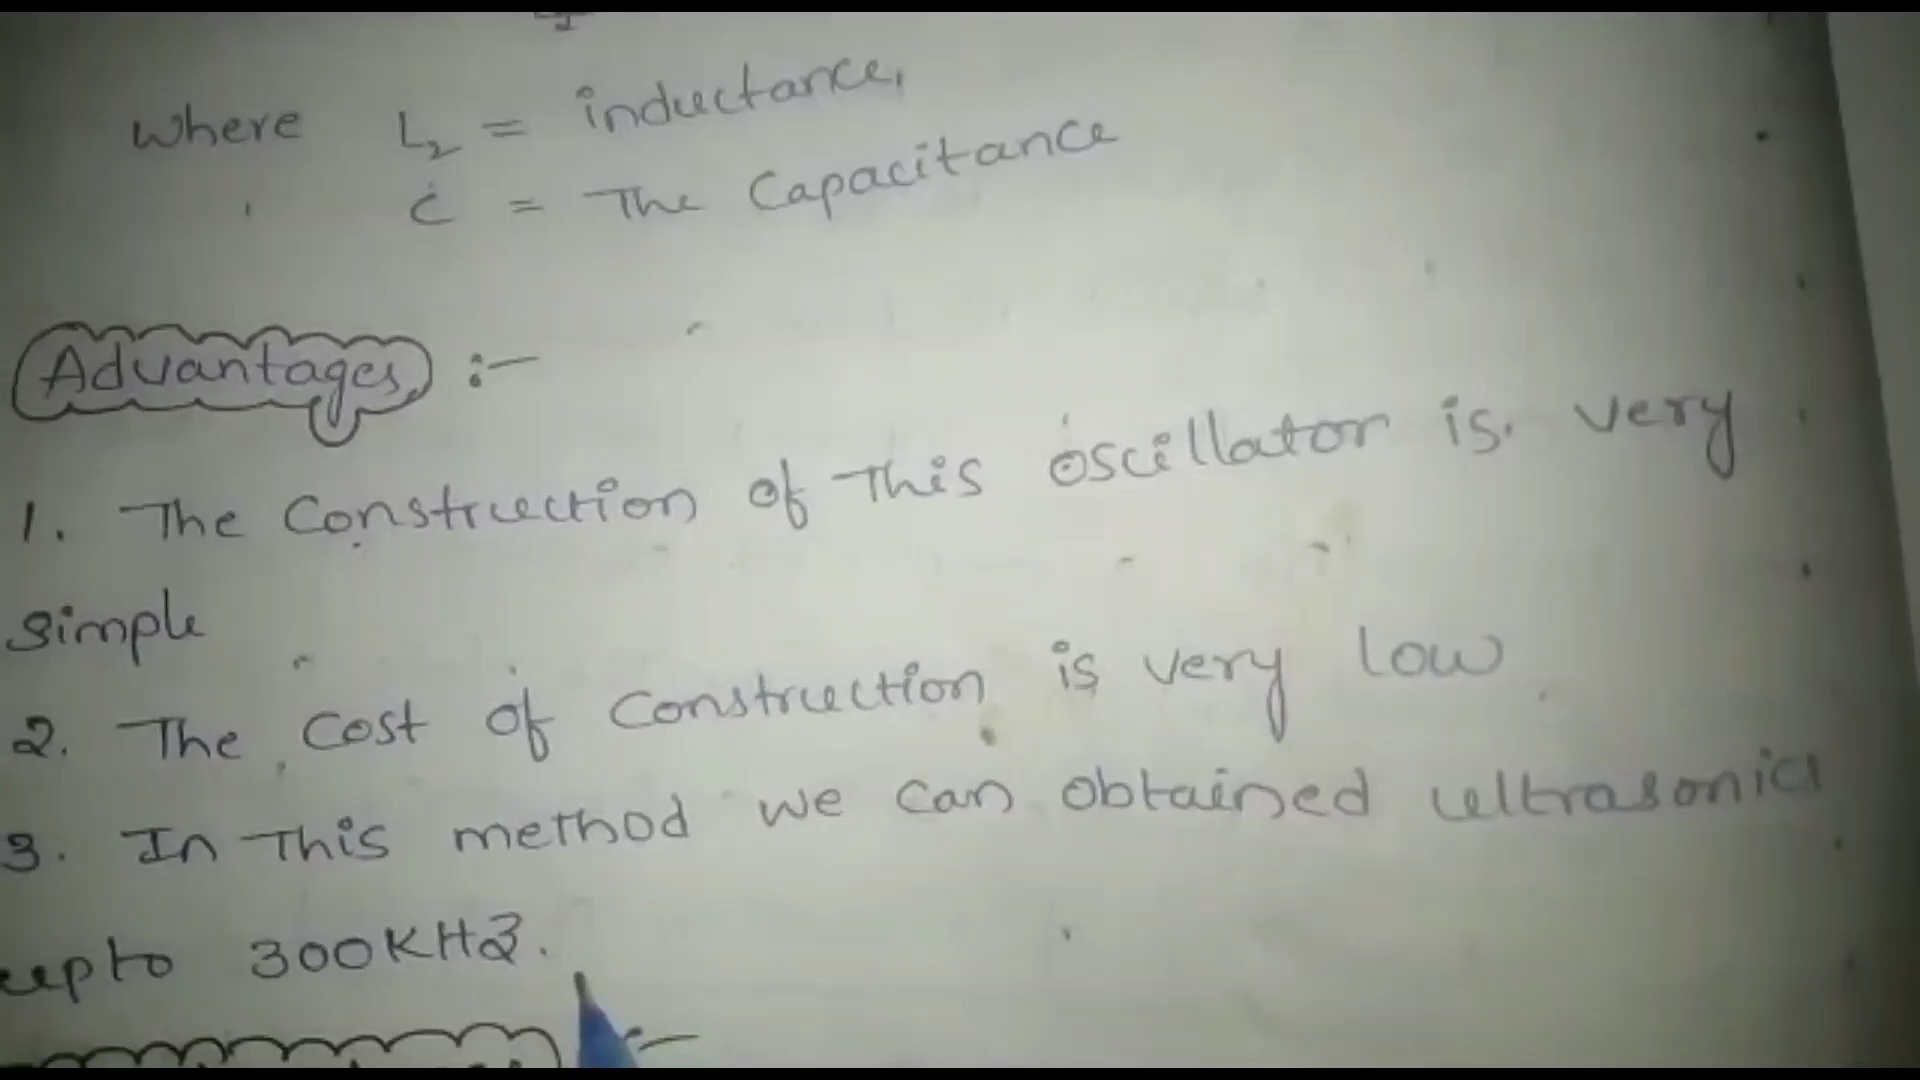 Where L2 = inductance,
C = The Capacitance
Advantages :-
1. The Construction of This oscillator is very
Simple
2. The Cost of Construction is very low
3. In This method we can obtained ultrasonics
upto 300KHZ.
:-